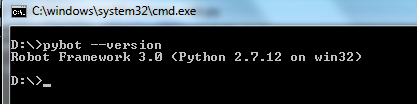 C:\windows\system32\cmd.exe
D:\>pybot --version
Robot Framework 3.0 (Python 2.7.12 on win32)
D:\>_